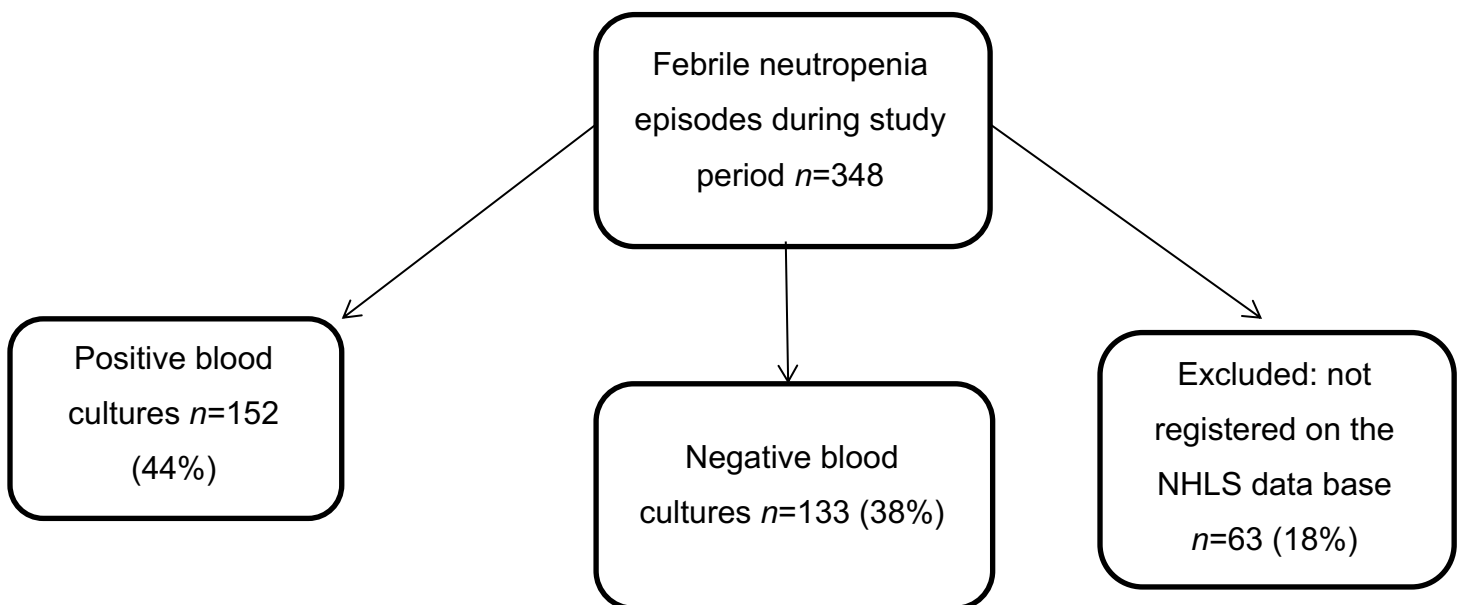 Febrile neutropenia
episodes during study
period n=348
Positive blood
cultures n=152
(44%)
Negative blood
cultures n=133 (38%)
Excluded: not
registered on the
NHLS data base
n=63 (18%)